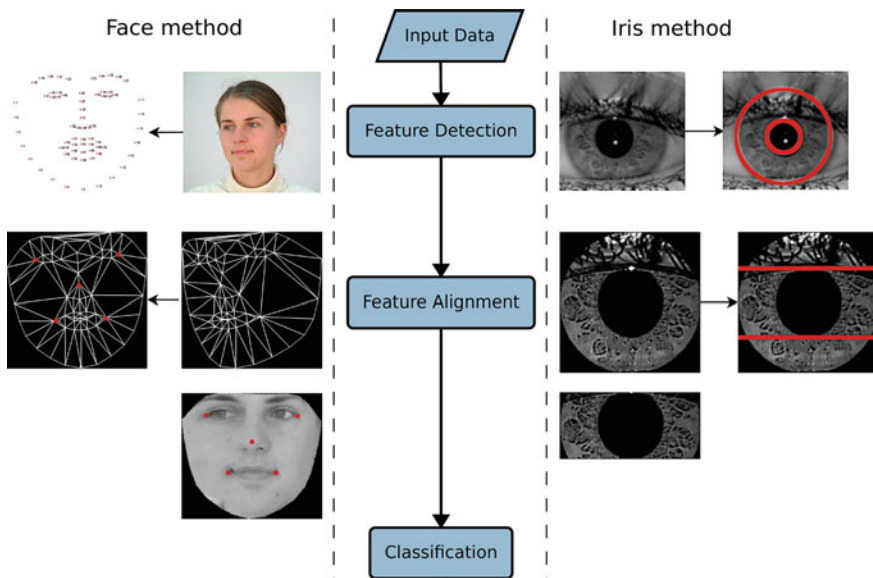 Face method
Input Data
Iris method
Feature Detection
Feature Alignment
Classification